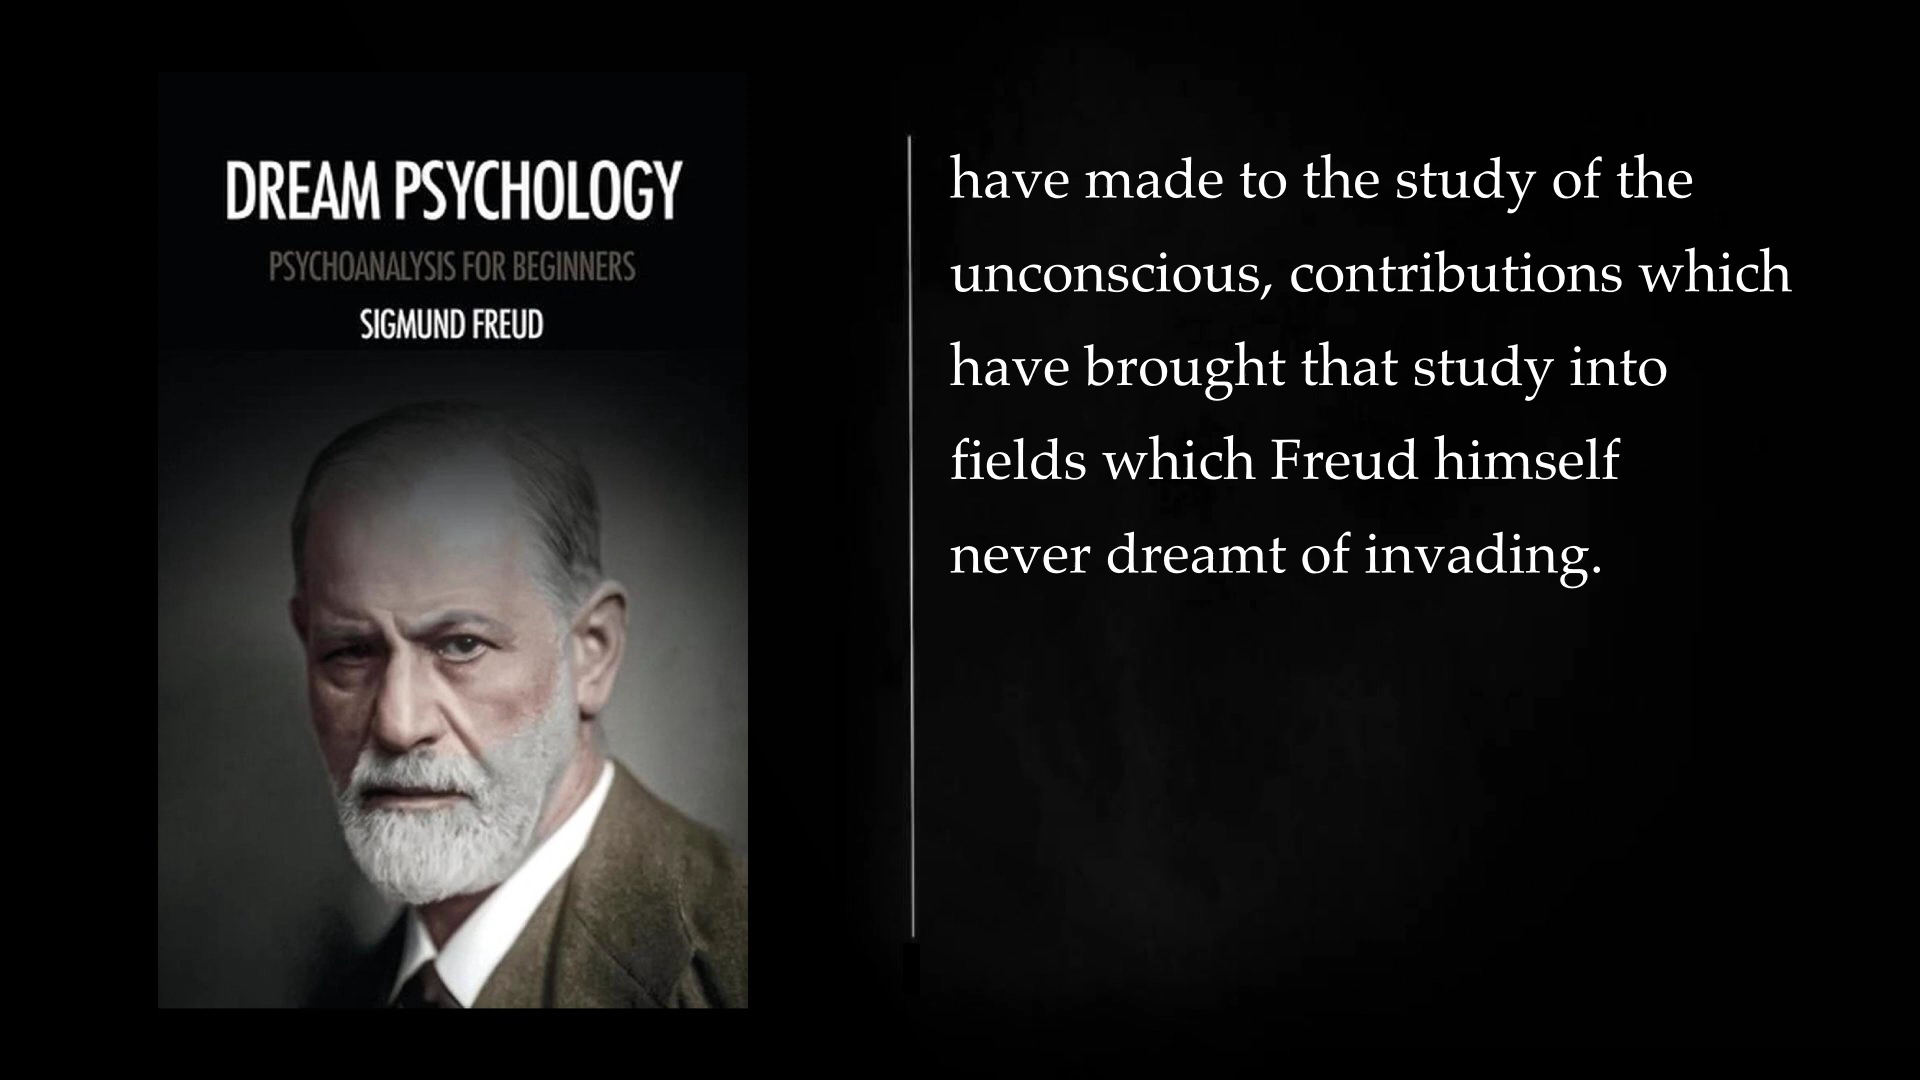 DREAM PSYCHOLOGY
PSYCHOANALYSIS FOR BEGINNERS
SIGMUND FREUD
have made to the study of the
unconscious, contributions which
have brought that study into
fields which Freud himself
never dreamt of invading.